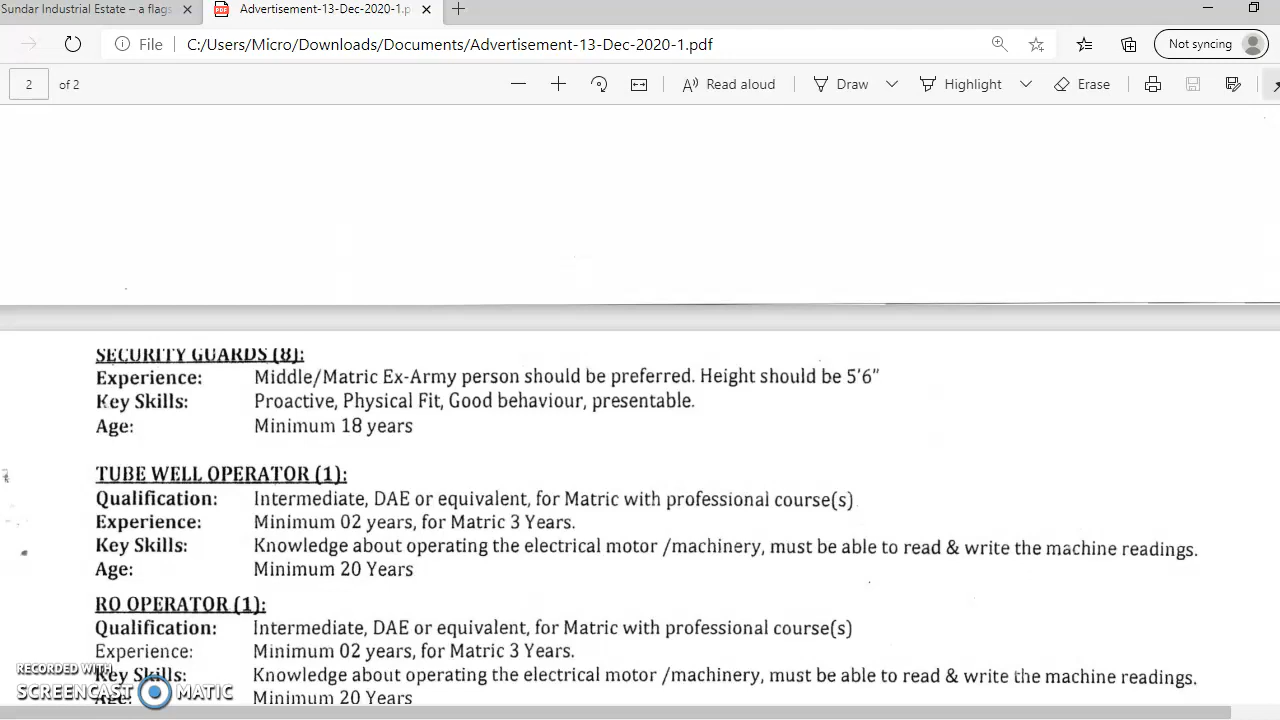 Sundar Industrial Estate – a flags
Advertisement-13-Dec-2020-1.p
File C:/Users/Micro/Downloads/Documents/Advertisement-13-Dec-2020-1.pdf Not syncing
2 of 2 Read aloud Draw Highlight Erase
SECURITY GUARDS (8):
Experience: Middle/Matric Ex-Army person should be preferred. Height should be 5'6"
Key Skills: Proactive, Physical Fit, Good behaviour, presentable.
Age: Minimum 18 years
TUBE WELL OPERATOR (1):
Qualification: Intermediate, DAE or equivalent, for Matric with professional course(s)
Experience: Minimum 02 years, for Matric 3 Years.
Key Skills: Knowledge about operating the electrical motor /machinery, must be able to read & write the machine readings.
Age: Minimum 20 Years
RO OPERATOR (1):
Qualification: Intermediate, DAE or equivalent, for Matric with professional course(s)
Experience: Minimum 02 years, for Matric 3 Years.
Key Skills: Knowledge about operating the electrical motor /machinery, must be able to read & write the machine readings.
Age: Minimum 20 Years
RECORDED WITH
SCREENCAST MATIC